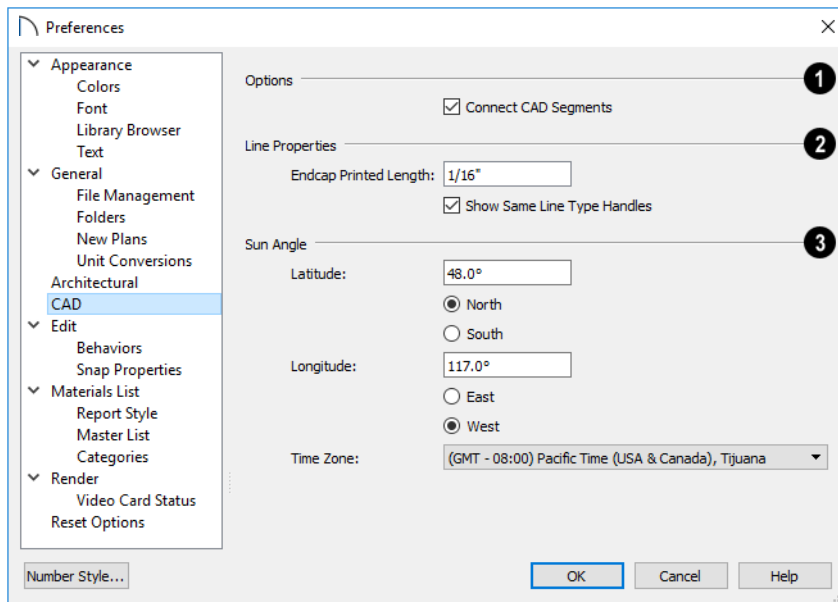 Preferences
Appearance
Colors
Font
Library Browser
Text
General
File Management
Folders
New Plans
Unit Conversions
Architectural
CAD
Edit
Behaviors
Snap Properties
Materials List
Report Style
Master List
Categories
Render
Video Card Status
Reset Options
Options 1
Connect CAD Segments
Line Properties 2
Endcap Printed Length: 1/16"
Show Same Line Type Handles
Sun Angle 3
Latitude: 48.0°
North
South
Longitude: 117.0°
East
West
Time Zone: (GMT - 08:00) Pacific Time (USA & Canada), Tijuana
Number Style... OK Cancel Help